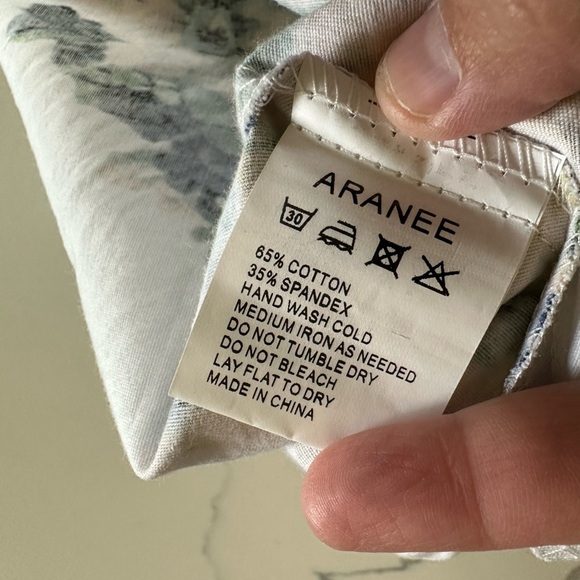 ARANEE
30
65% COTTON
35% SPANDEX
HAND WASH COLD
MEDIUM IRON AS NEEDED
DO NOT TUMBLE DRY
DO NOT BLEACH
LAY FLAT TO DRY
MADE IN CHINA